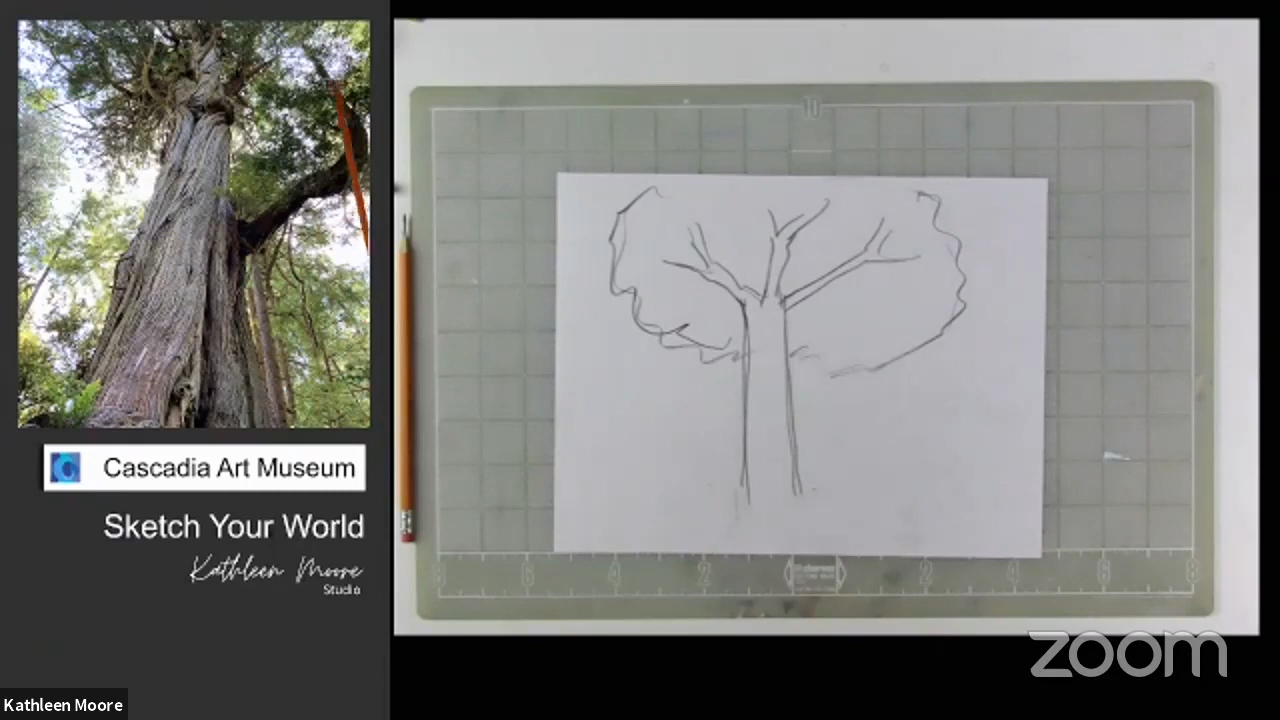 Cascadia Art Museum
Sketch Your World
Kathleen Moore
Studio
Kathleen Moore
10
8 6 4 2 2 4 6 8
zoom